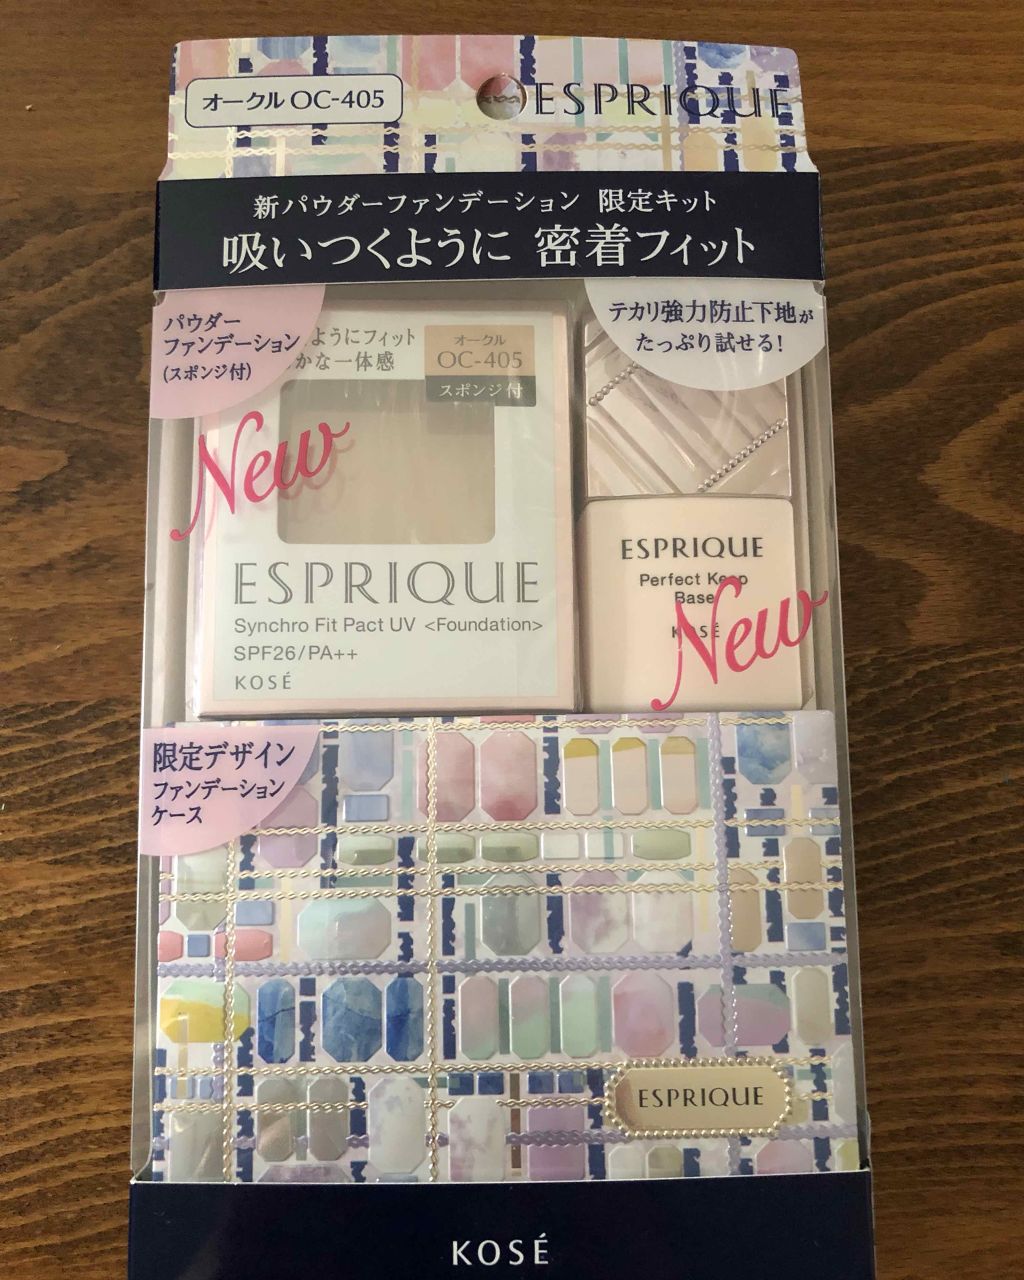 オークル OC-405
ESPRIQUE
新パウダーファンデーション 限定キット
吸いつくように 密着フィット
パウダー
ファンデーション
(スポンジ付)
テカリ強力防止下地が
たっぷり試せる!
ようにフィット
かな一体感
オークル
OC-405
スポンジ付
New
ESPRIQUE
Synchro Fit Pact UV <Foundation>
SPF26/PA++
KOSÉ
ESPRIQUE
Perfect Keep
Base
KOSÉ
New
限定デザイン
ファンデーション
ケース
ESPRIQUE
KOSÉ